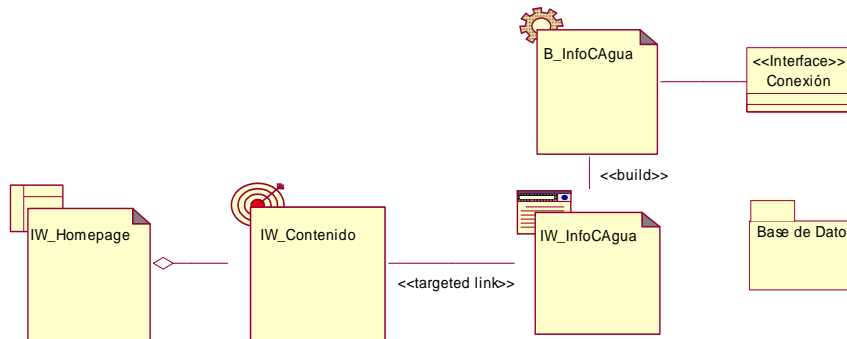 B_InfoCAgua
<<Interface>>
Conexión
<<build>>
IW_Homepage
IW_Contenido
IW_InfoCAgua
Base de Dato
<<targeted link>>